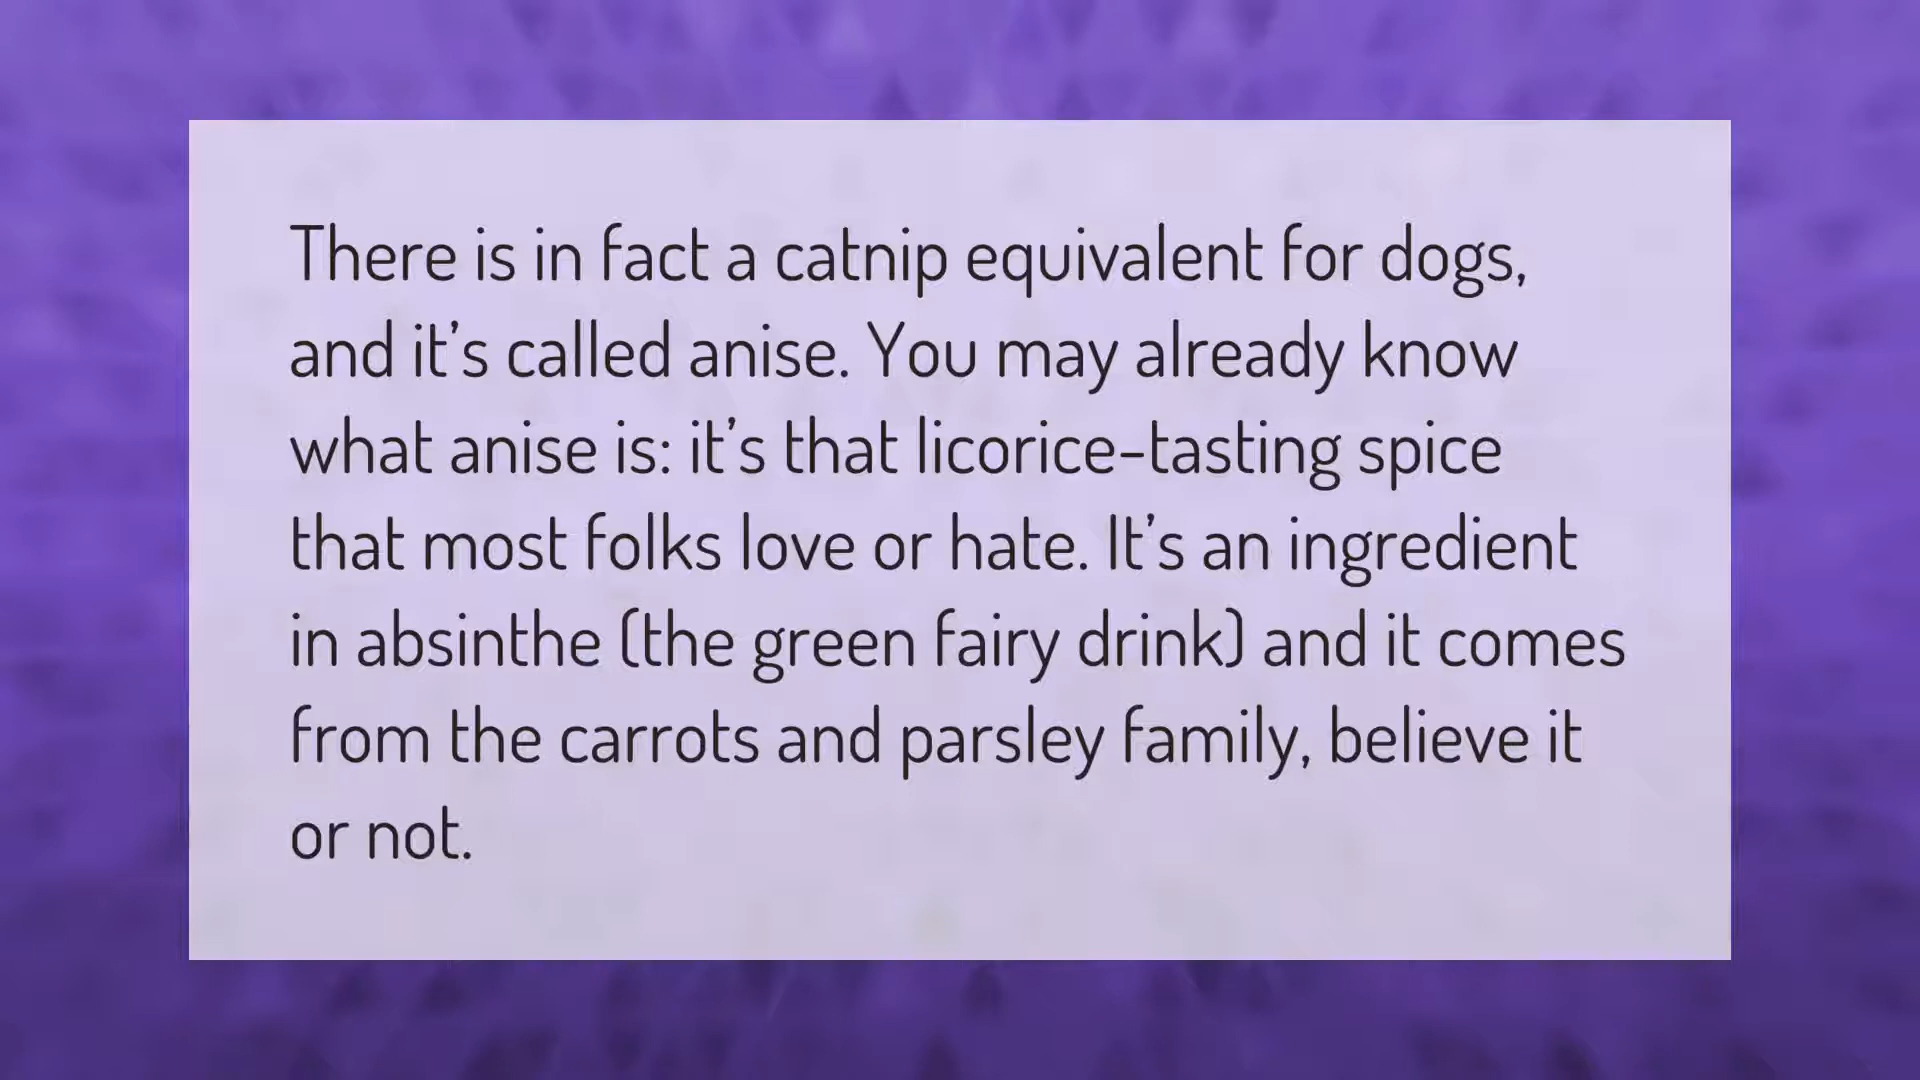 There is in fact a catnip equivalent for dogs,
and it’s called anise. You may already know
what anise is: it’s that licorice-tasting spice
that most folks love or hate. It’s an ingredient
in absinthe (the green fairy drink) and it comes
from the carrots and parsley family, believe it
or not.